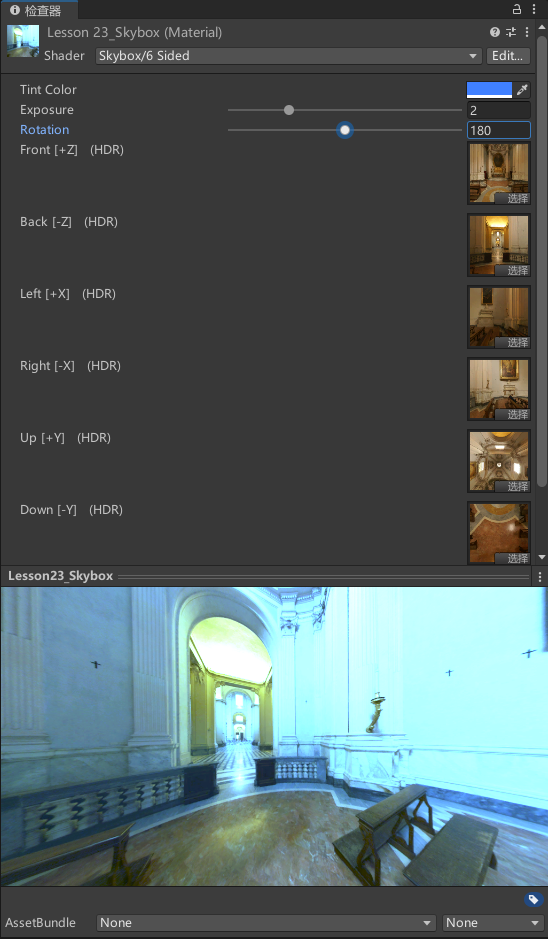 检查器
Lesson 23_Skybox (Material)
Shader Skybox/6 Sided Edit...
Tint Color
Exposure 2
Rotation 180
Front [+Z] (HDR)
选择
Back [-Z] (HDR)
选择
Left [+X] (HDR)
选择
Right [-X] (HDR)
选择
Up [+Y] (HDR)
选择
Down [-Y] (HDR)
选择
Lesson23_Skybox
AssetBundle None None